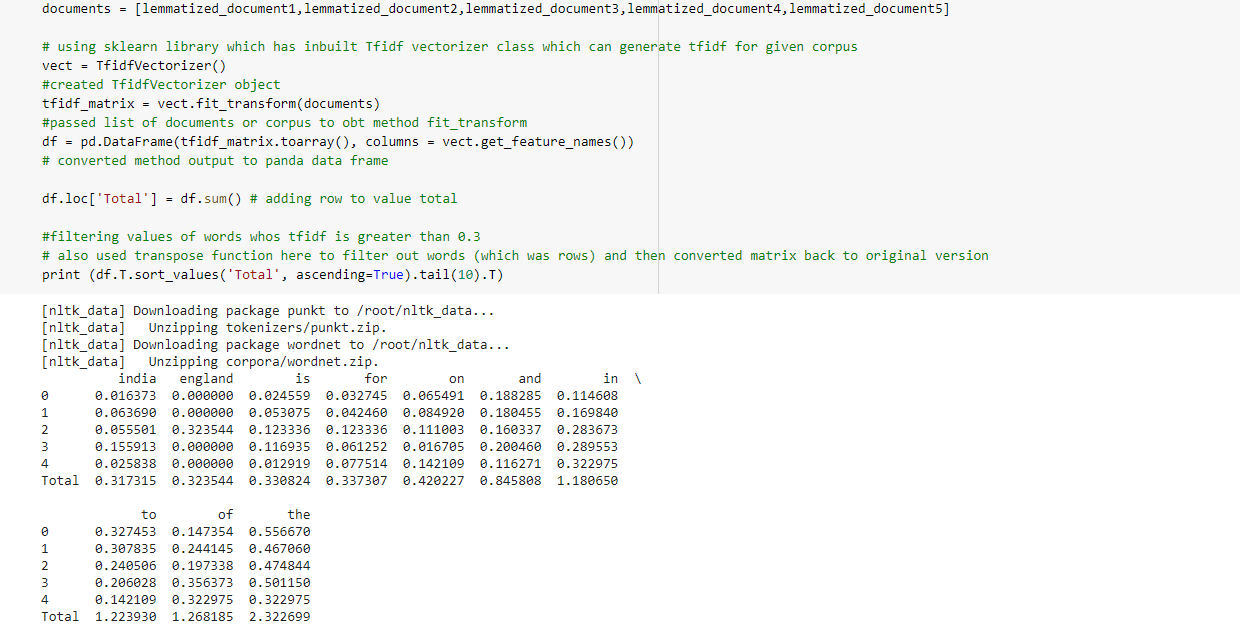 documents = [lemmatized_document1,lemmatized_document2,lemmatized_document3,lemmatized_document4,lemmatized_document5]
# using sklearn library which has inbuilt Tfidf vectorizer class which can generate tfidf for given corpus
vect = TfidfVectorizer()
#created TfidfVectorizer object
tfidf_matrix = vect.fit_transform(documents)
#passed list of documents or corpus to obt method fit_transform
df = pd.DataFrame(tfidf_matrix.toarray(), columns = vect.get_feature_names())
# converted method output to panda data frame
df.loc['Total'] = df.sum() # adding row to value total
#filtering values of words whos tfidf is greater than 0.3
# also used transpose function here to filter out words (which was rows) and then converted matrix back to original version
print (df.T.sort_values('Total', ascending=True).tail(10).T)
[nltk_data] Downloading package punkt to /root/nltk_data...
[nltk_data]   Unzipping tokenizers/punkt.zip.
[nltk_data] Downloading package wordnet to /root/nltk_data...
[nltk_data]   Unzipping corpora/wordnet.zip.
india england is for on and in \
0 0.016373 0.000000 0.024559 0.032745 0.065491 0.188285 0.114608
1 0.063690 0.000000 0.053075 0.042460 0.084920 0.180455 0.169840
2 0.055501 0.323544 0.123336 0.123336 0.111003 0.160337 0.283673
3 0.155913 0.000000 0.116935 0.061252 0.016705 0.200460 0.289553
4 0.025838 0.000000 0.012919 0.077514 0.142109 0.116271 0.322975
Total 0.317315 0.323544 0.330824 0.337307 0.420227 0.845808 1.180650
to of the
0 0.327453 0.147354 0.556670
1 0.307835 0.244145 0.467060
2 0.240506 0.197338 0.474844
3 0.206028 0.356373 0.501150
4 0.142109 0.322975 0.322975
Total 1.223930 1.268185 2.322699